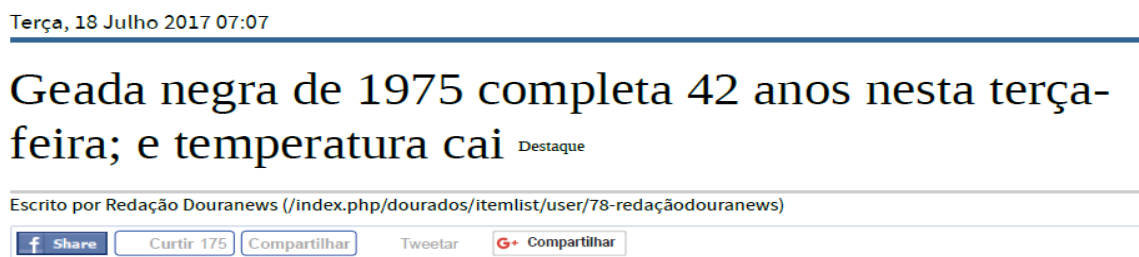 Terça, 18 Julho 2017 07:07
Geada negra de 1975 completa 42 anos nesta terça-
feira; e temperatura cai Destaque
Escrito por Redação Douranews (/index.php/dourados/itemlist/user/78-redaçãodouranews)
f Share Curtir 175 Compartilhar Tweetar G+ Compartilhar